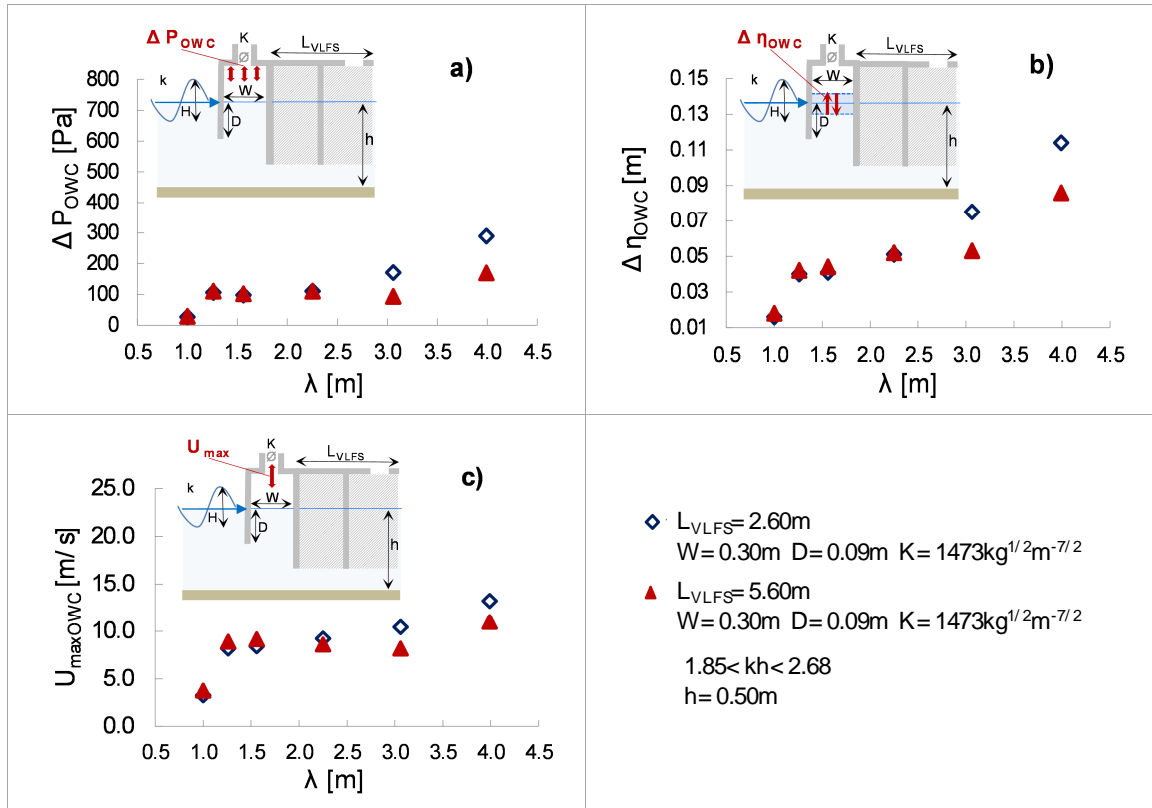 Δ P_OWC
K
Ø
L_VLFS
a)
k
H
W
D
h
Δ P_OWC [Pa]
800
700
600
500
400
300
200
100
0
0.5 1.0 1.5 2.0 2.5 3.0 3.5 4.0 4.5
λ [m]
Δ η_OWC
K
Ø
L_VLFS
b)
k
H
W
D
h
Δ η_OWC [m]
0.15
0.13
0.11
0.09
0.07
0.05
0.03
0.01
0.5 1.0 1.5 2.0 2.5 3.0 3.5 4.0 4.5
λ [m]
U_max
K
Ø
L_VLFS
c)
k
H
W
D
h
U_maxOWC [m/s]
25.0
20.0
15.0
10.0
5.0
0.0
0.5 1.0 1.5 2.0 2.5 3.0 3.5 4.0 4.5
λ [m]
L_VLFS= 2.60m
W= 0.30m D= 0.09m K= 1473kg^1/2m^-7/2
L_VLFS= 5.60m
W= 0.30m D= 0.09m K= 1473kg^1/2m^-7/2
1.85< kh< 2.68
h= 0.50m